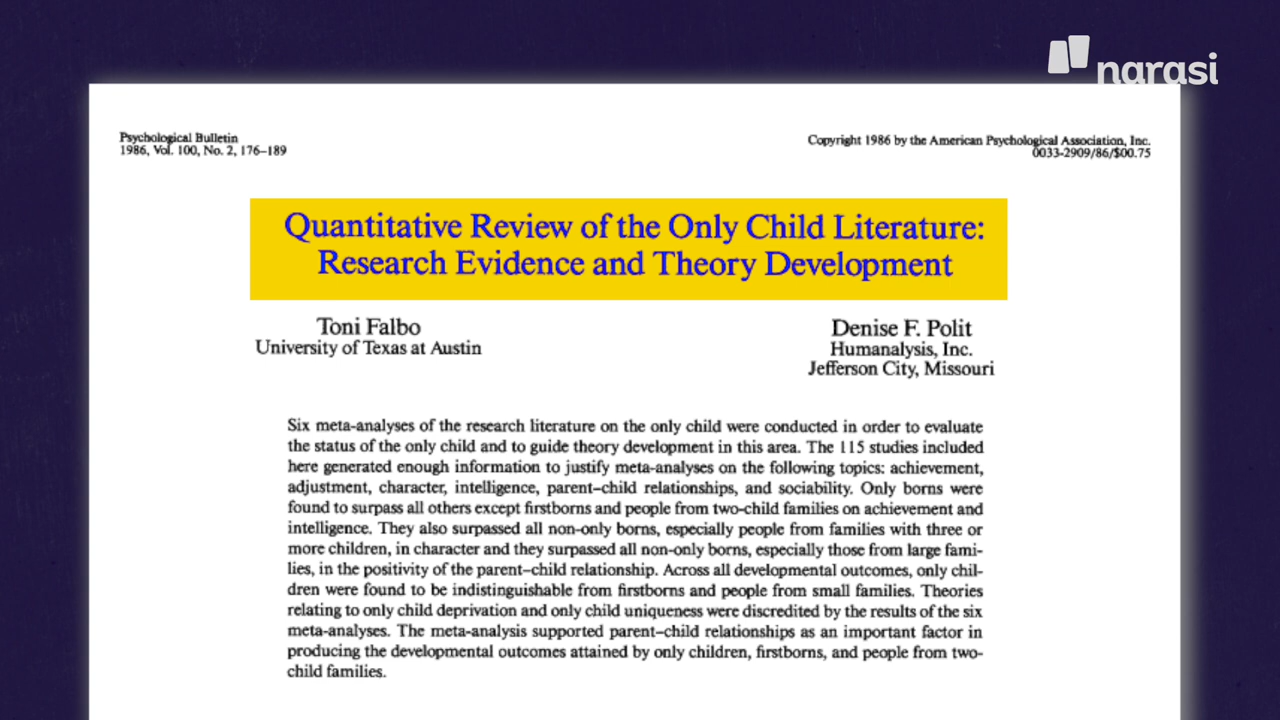 narasi
Psychological Bulletin
1986, Vol. 100, No. 2, 176–189
Copyright 1986 by the American Psychological Association, Inc.
0033-2909/86/$00.75
Quantitative Review of the Only Child Literature:
Research Evidence and Theory Development
Toni Falbo
University of Texas at Austin
Denise F. Polit
Humanalysis, Inc.
Jefferson City, Missouri
Six meta-analyses of the research literature on the only child were conducted in order to evaluate
the status of the only child and to guide theory development in this area. The 115 studies included
here generated enough information to justify meta-analyses on the following topics: achievement,
adjustment, character, intelligence, parent–child relationships, and sociability. Only borns were
found to surpass all others except firstborns and people from two-child families on achievement and
intelligence. They also surpassed all non-only borns, especially people from families with three or
more children, in character and they surpassed all non-only borns, especially those from large fami-
lies, in the positivity of the parent–child relationship. Across all developmental outcomes, only chil-
dren were found to be indistinguishable from firstborns and people from small families. Theories
relating to only child deprivation and only child uniqueness were discredited by the results of the six
meta-analyses. The meta-analysis supported parent–child relationships as an important factor in
producing the developmental outcomes attained by only children, firstborns, and people from two-
child families.